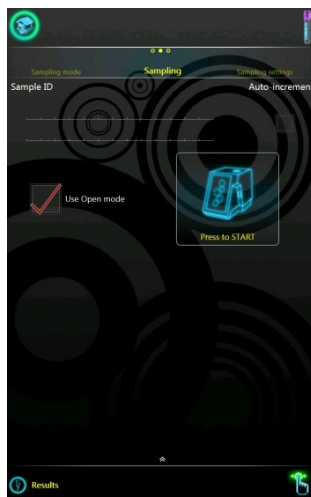 Sampling mode Sampling Sampling settings
Sample ID Auto-incremen
Use Open mode
Press to START
Results